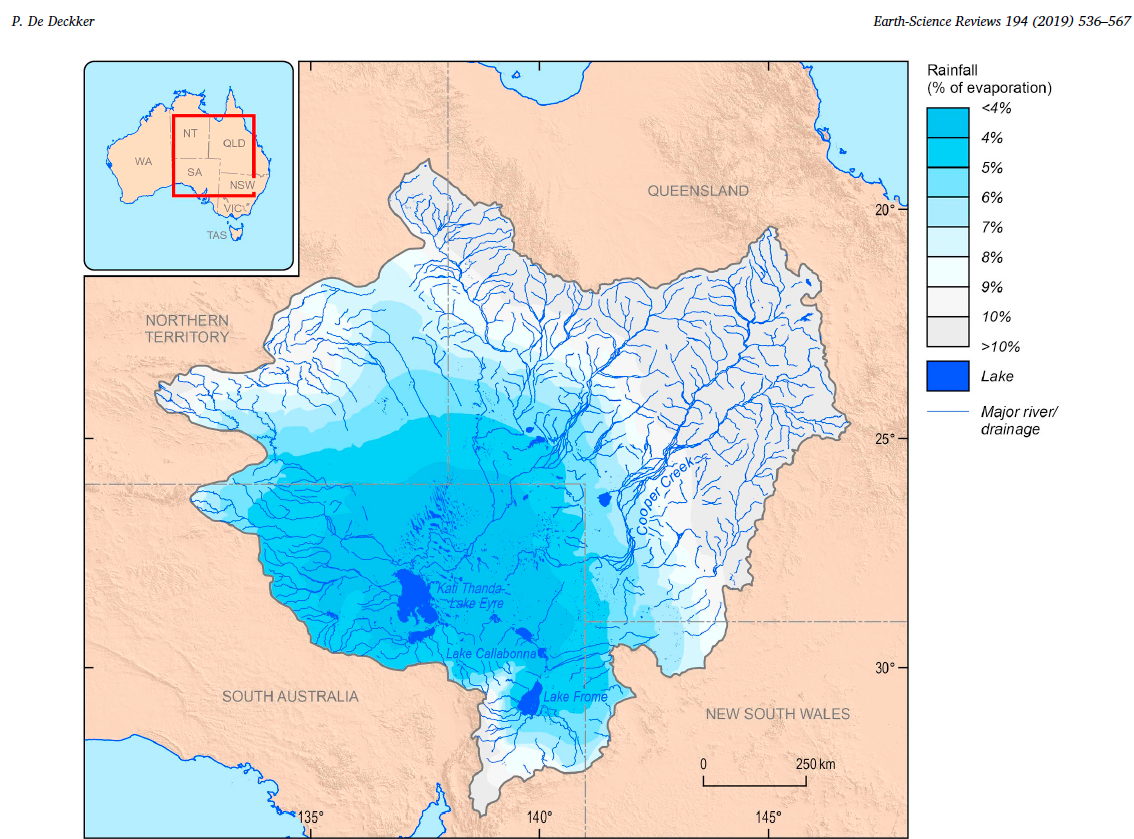 P. De Deckker
Earth-Science Reviews 194 (2019) 536–567
Rainfall
(% of evaporation)
<4%
4%
5%
6%
7%
8%
9%
10%
>10%
Lake
Major river/
drainage
NT
QLD
WA
SA
NSW
VIC
TAS
QUEENSLAND
20°
NORTHERN
TERRITORY
25°
Cooper Creek
Kati Thanda-
Lake Eyre
Lake Callabonna
30°
SOUTH AUSTRALIA
Lake Frome
NEW SOUTH WALES
0 250 km
135° 140° 145°